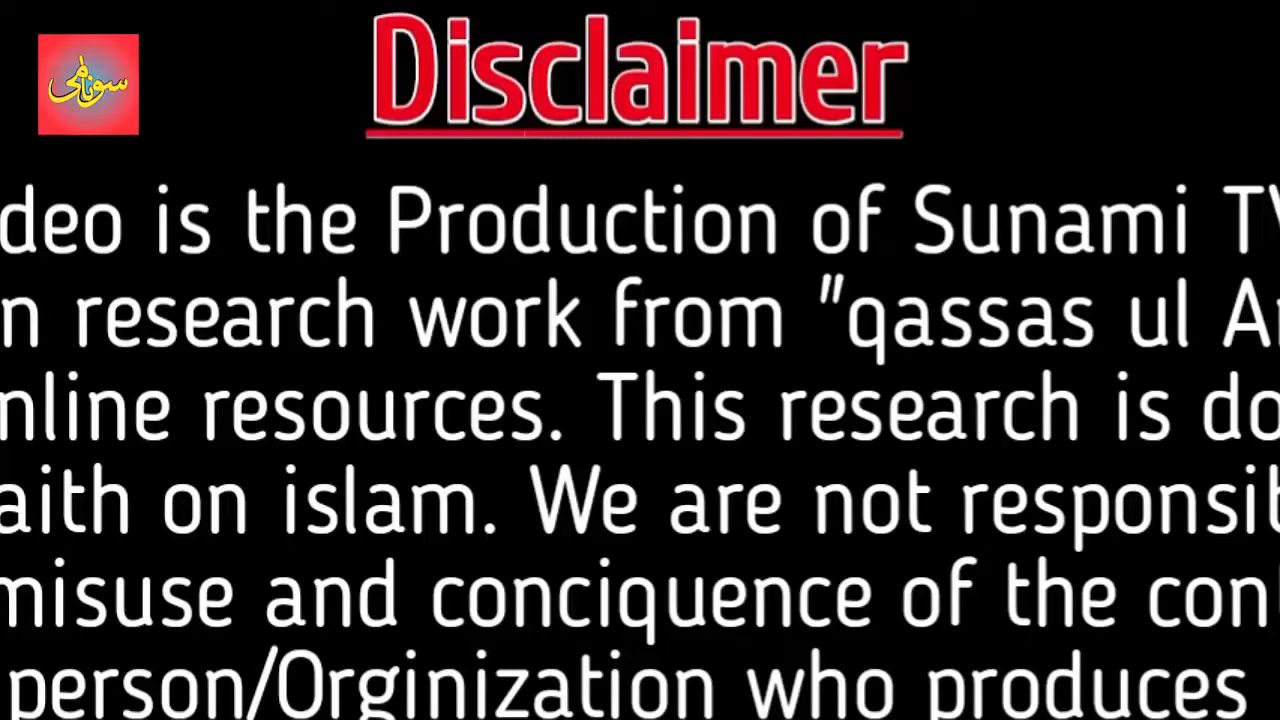 سونامی
Disclaimer
deo is the Production of Sunami TV
n research work from "qassas ul A
nline resources. This research is do
aith on islam. We are not responsib
misuse and conciquence of the con
person/Orginization who produces